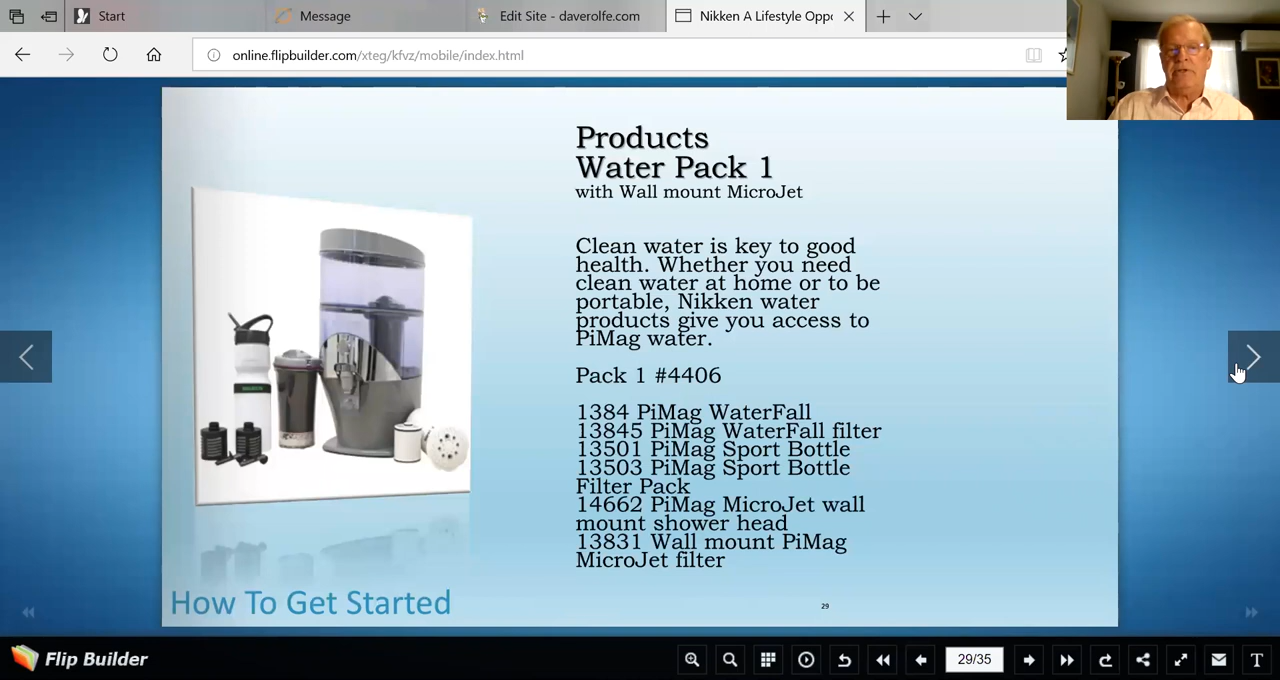 Start
Message
Edit Site - daverolfe.com
Nikken A Lifestyle Oppo
online.flipbuilder.com/xteg/kfvz/mobile/index.html
Products
Water Pack 1
with Wall mount MicroJet
Clean water is key to good
health. Whether you need
clean water at home or to be
portable, Nikken water
products give you access to
PiMag water.
Pack 1 #4406
1384 PiMag WaterFall
13845 PiMag WaterFall filter
13501 PiMag Sport Bottle
13503 PiMag Sport Bottle
Filter Pack
14662 PiMag MicroJet wall
mount shower head
13831 Wall mount PiMag
MicroJet filter
How To Get Started
29
Flip Builder
29/35
T